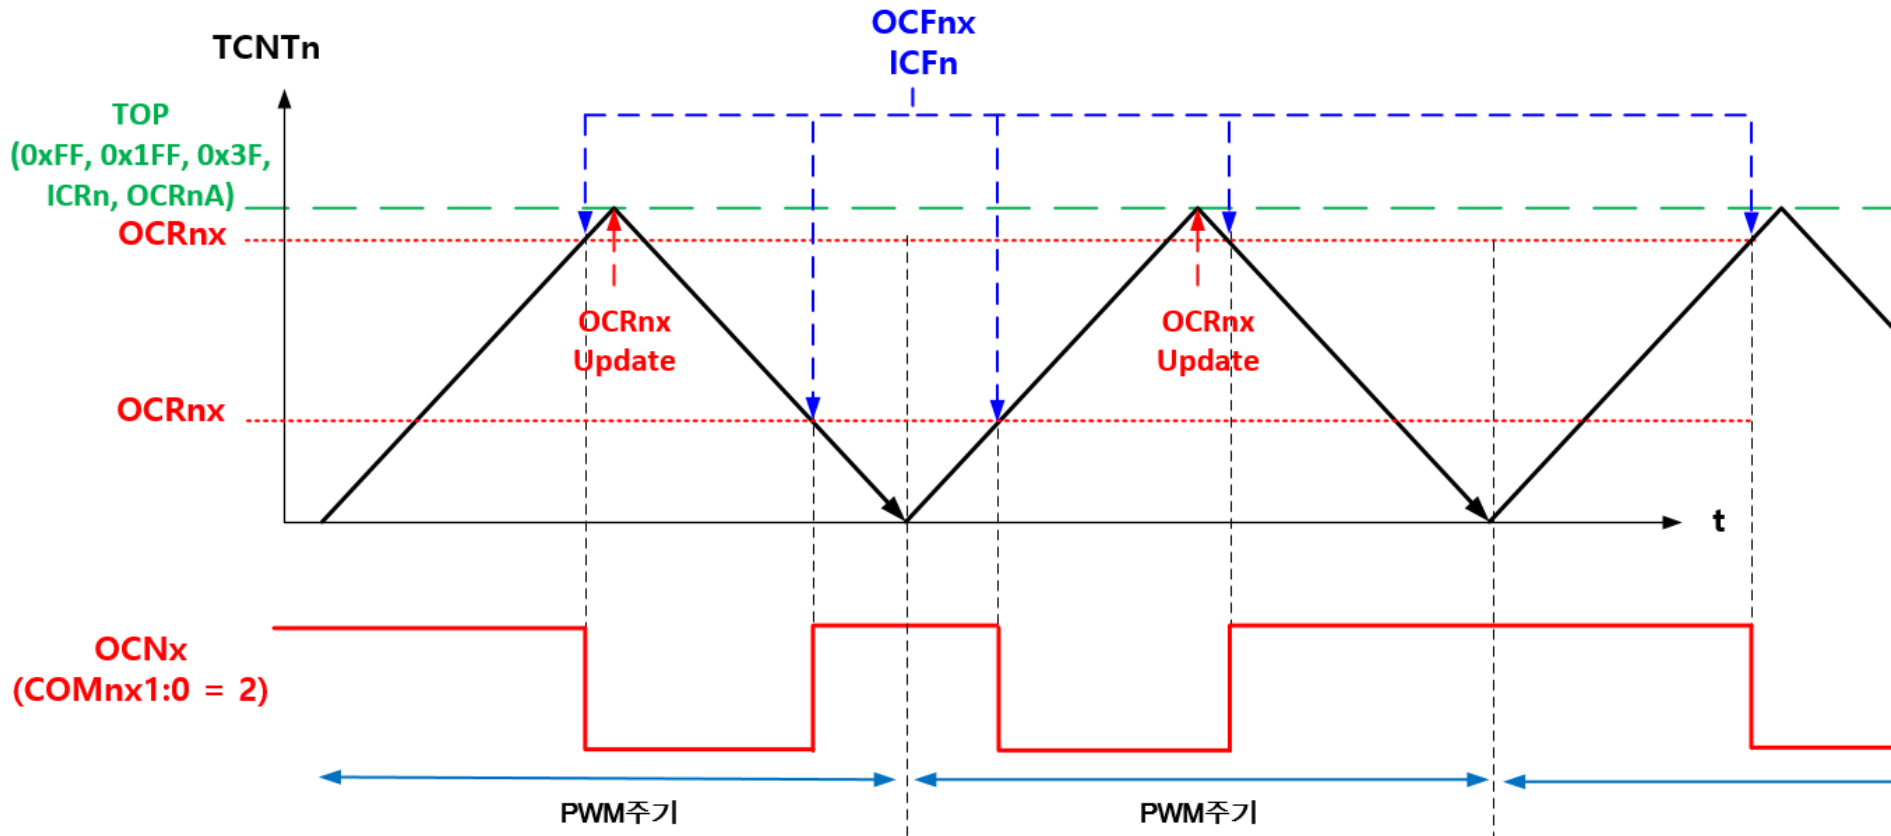 OCFnx
ICFn
TCNTn
TOP
(0xFF, 0x1FF, 0x3F,
ICRn, OCRnA)
OCRnx
OCRnx
Update
OCRnx
Update
OCRnx
t
OCNx
(COMnx1:0 = 2)
PWM주기
PWM주기